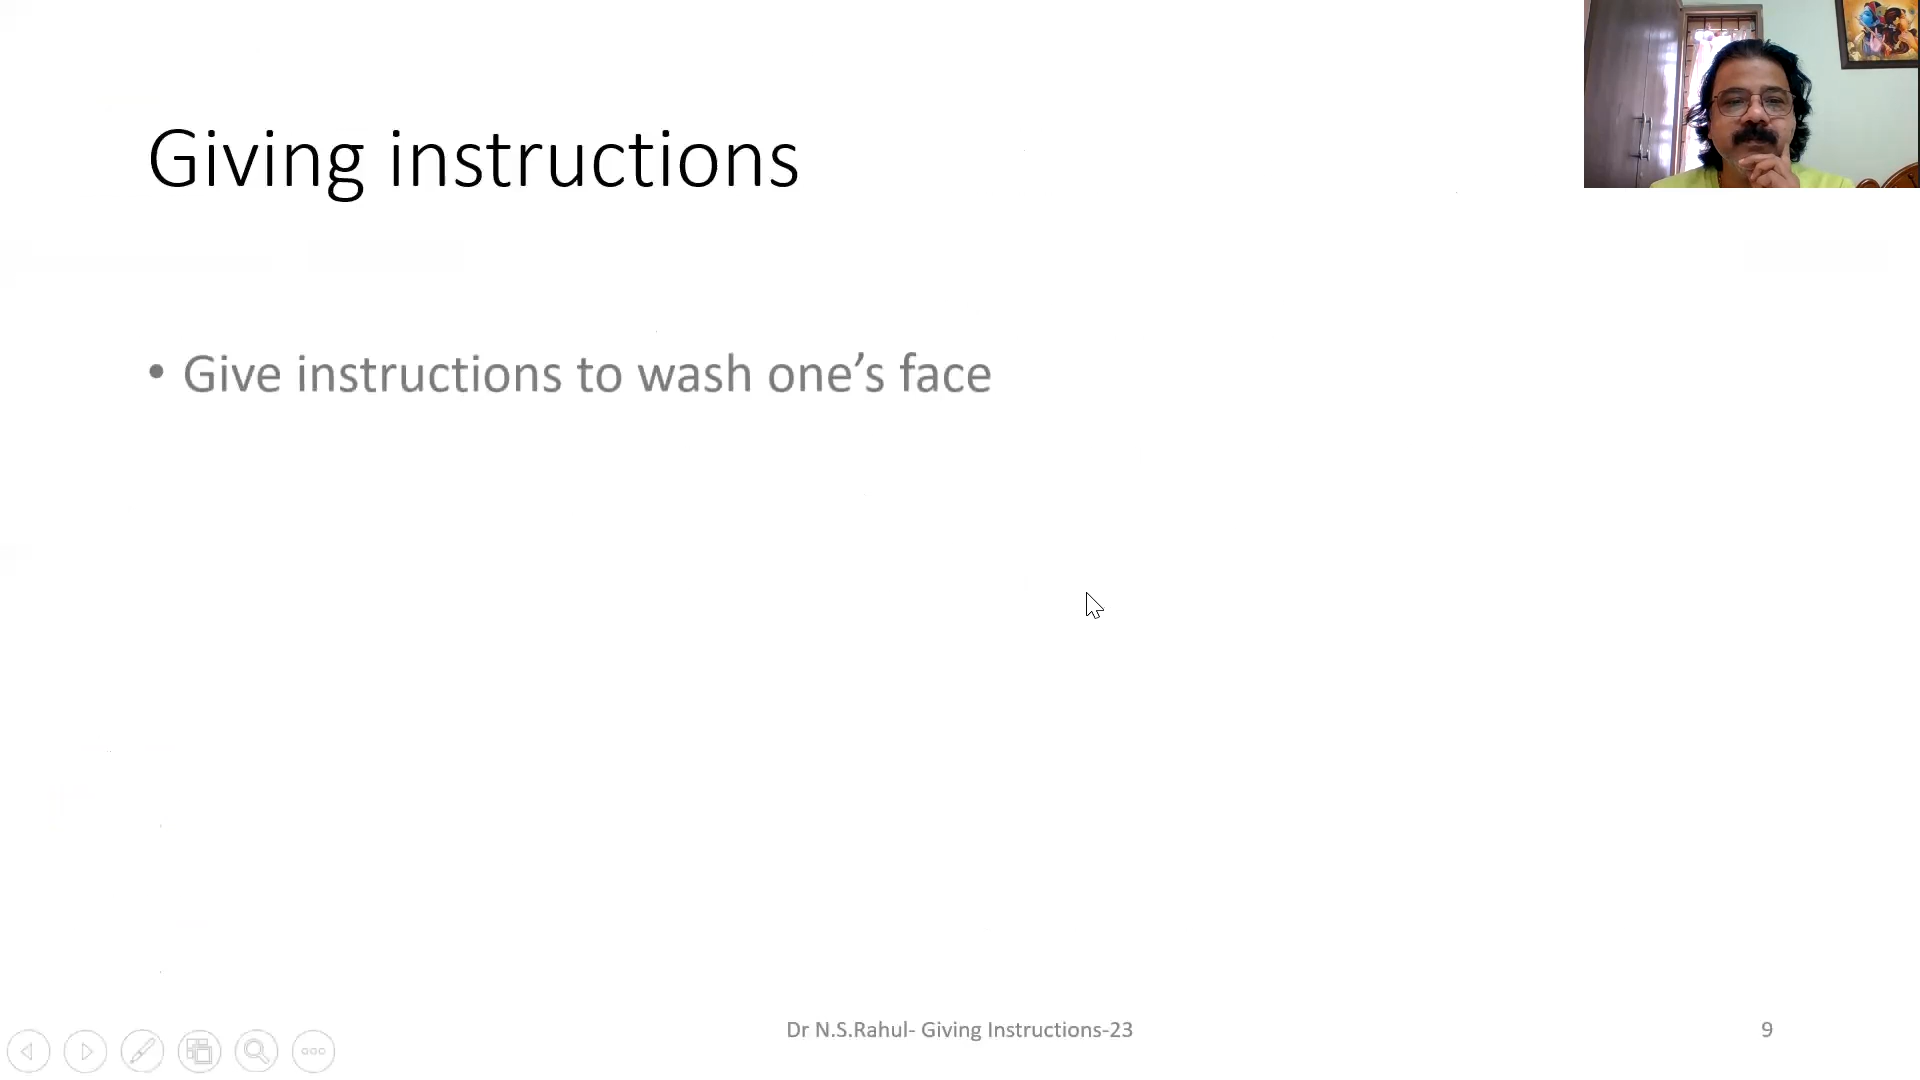 Giving instructions
• Give instructions to wash one’s face
Dr N.S.Rahul- Giving Instructions-23
9